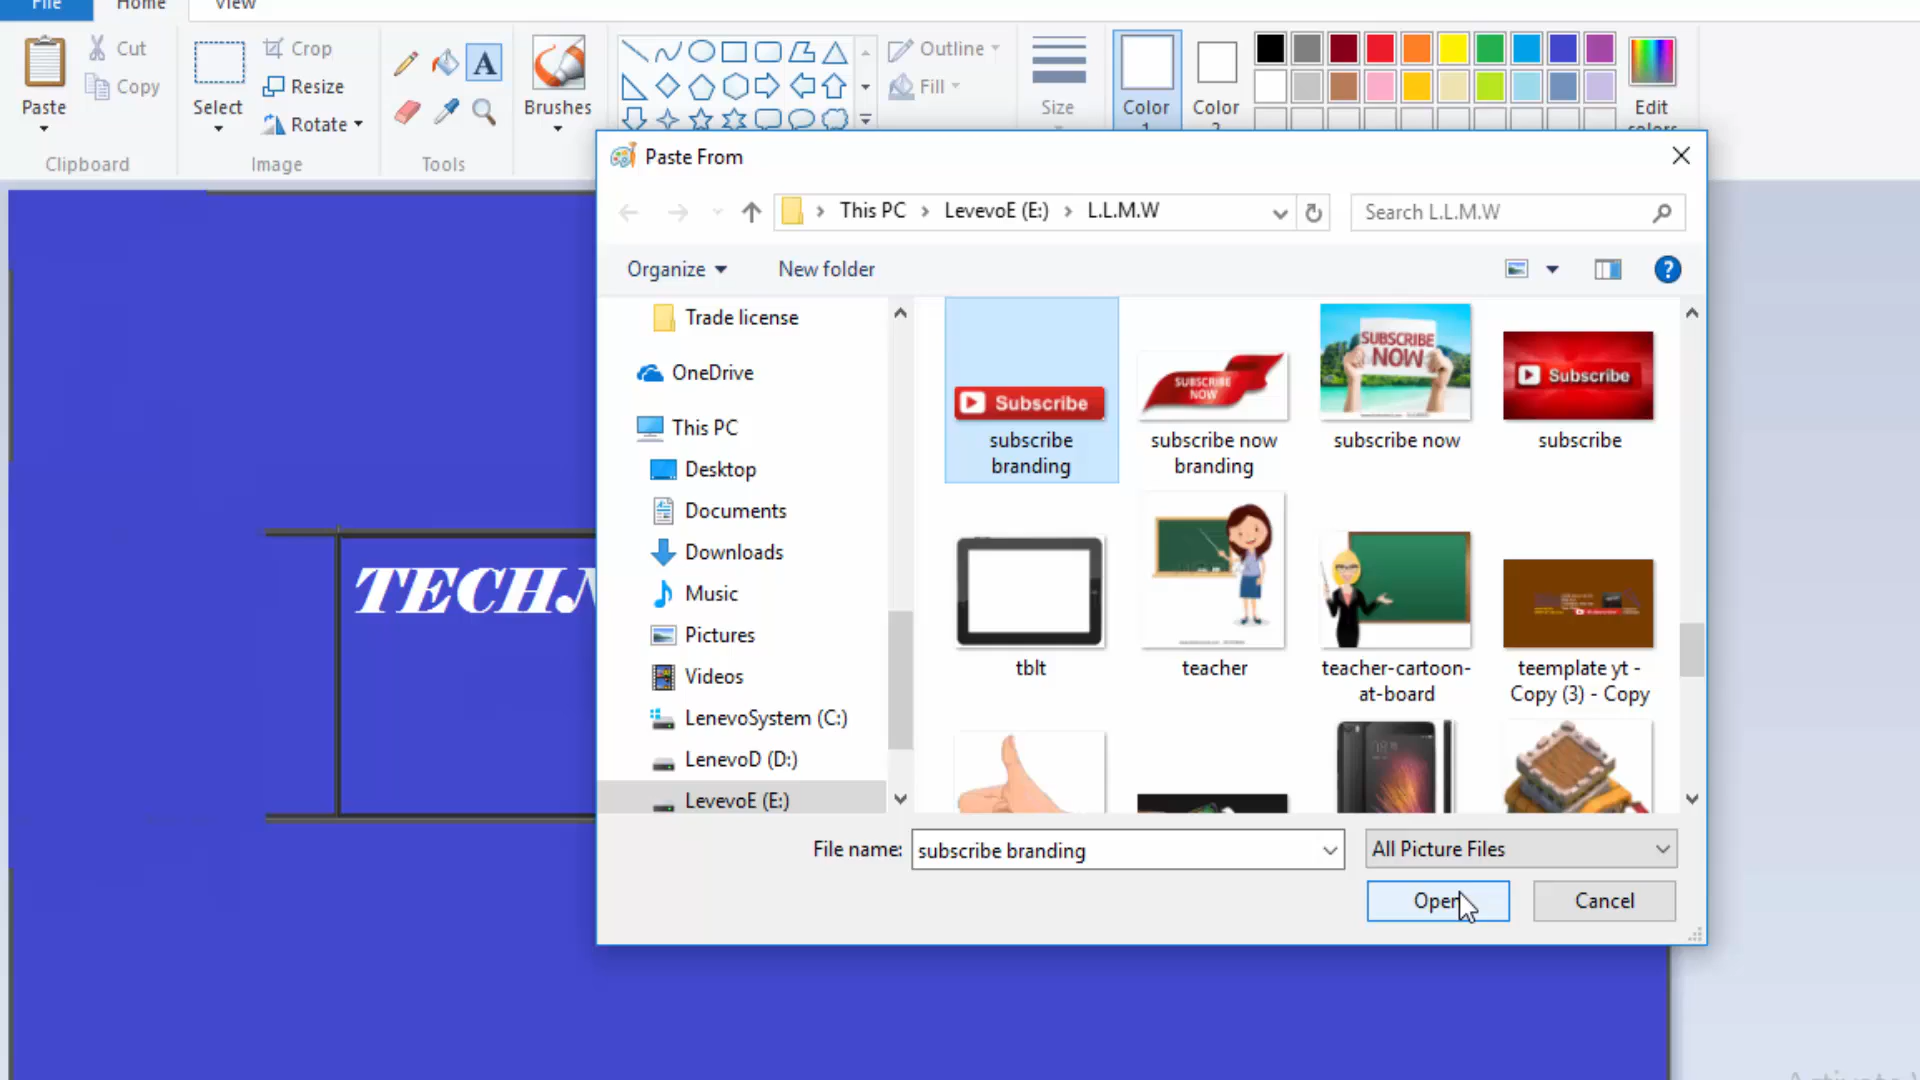 File
Home
View
Paste
Cut
Copy
Clipboard
Select
Crop
Resize
Rotate
Image
A
Tools
Brushes
Outline
Fill
Size
Color
1
Color
2
Edit
colors
Paste From
This PC > LevevoE (E:) > L.L.M.W
Search L.L.M.W
Organize
New folder
?
Trade license
OneDrive
This PC
Desktop
Documents
Downloads
Music
Pictures
Videos
LenevoSystem (C:)
LenevoD (D:)
LevevoE (E:)
Subscribe
subscribe
branding
SUBSCRIBE
NOW
subscribe now
branding
SUBSCRIBE
NOW
subscribe now
Subscribe
subscribe
tblt
teacher
teacher-cartoon-
at-board
teemplate yt -
Copy (3) - Copy
File name:
subscribe branding
All Picture Files
Open
Cancel